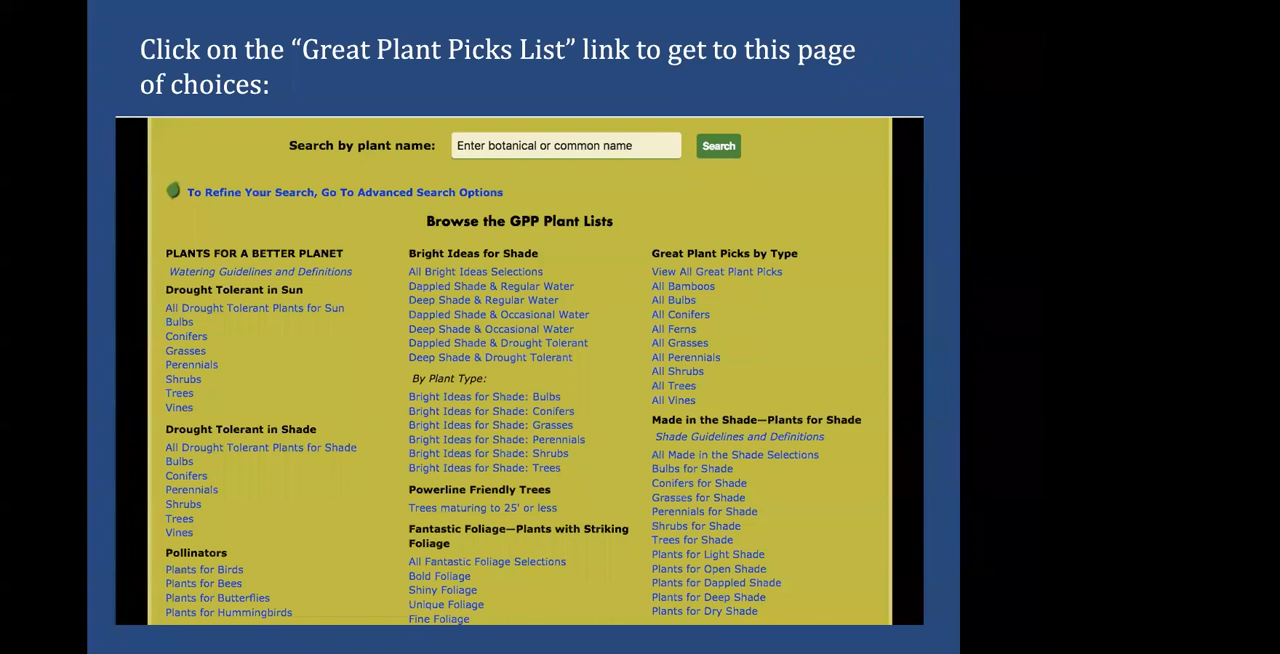 Click on the “Great Plant Picks List” link to get to this page
of choices:
Search by plant name:
Enter botanical or common name
Search
To Refine Your Search, Go To Advanced Search Options
Browse the GPP Plant Lists
PLANTS FOR A BETTER PLANET
Watering Guidelines and Definitions
Drought Tolerant in Sun
All Drought Tolerant Plants for Sun
Bulbs
Conifers
Grasses
Perennials
Shrubs
Trees
Vines
Drought Tolerant in Shade
All Drought Tolerant Plants for Shade
Bulbs
Conifers
Perennials
Shrubs
Trees
Vines
Pollinators
Plants for Birds
Plants for Bees
Plants for Butterflies
Plants for Hummingbirds
Bright Ideas for Shade
All Bright Ideas Selections
Dappled Shade & Regular Water
Deep Shade & Regular Water
Dappled Shade & Occasional Water
Deep Shade & Occasional Water
Dappled Shade & Drought Tolerant
Deep Shade & Drought Tolerant
By Plant Type:
Bright Ideas for Shade: Bulbs
Bright Ideas for Shade: Conifers
Bright Ideas for Shade: Grasses
Bright Ideas for Shade: Perennials
Bright Ideas for Shade: Shrubs
Bright Ideas for Shade: Trees
Powerline Friendly Trees
Trees maturing to 25' or less
Fantastic Foliage—Plants with Striking
Foliage
All Fantastic Foliage Selections
Bold Foliage
Shiny Foliage
Unique Foliage
Fine Foliage
Great Plant Picks by Type
View All Great Plant Picks
All Bamboos
All Bulbs
All Conifers
All Ferns
All Grasses
All Perennials
All Shrubs
All Trees
All Vines
Made in the Shade—Plants for Shade
Shade Guidelines and Definitions
All Made in the Shade Selections
Bulbs for Shade
Conifers for Shade
Grasses for Shade
Perennials for Shade
Shrubs for Shade
Trees for Shade
Plants for Light Shade
Plants for Open Shade
Plants for Dappled Shade
Plants for Deep Shade
Plants for Dry Shade